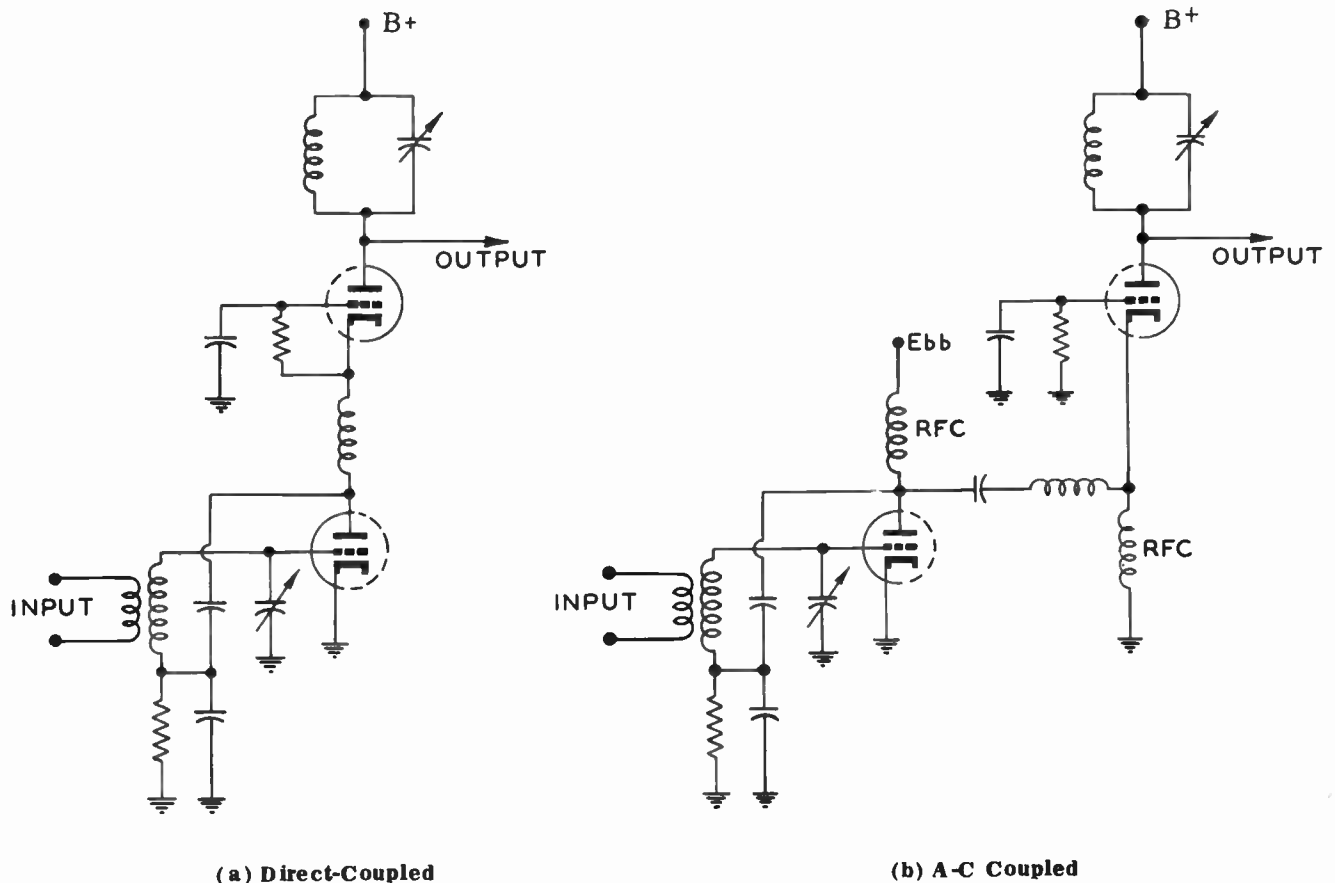 B+
B+
OUTPUT
OUTPUT
Ebb
RFC
RFC
INPUT
INPUT
(a) Direct-Coupled
(b) A-C Coupled